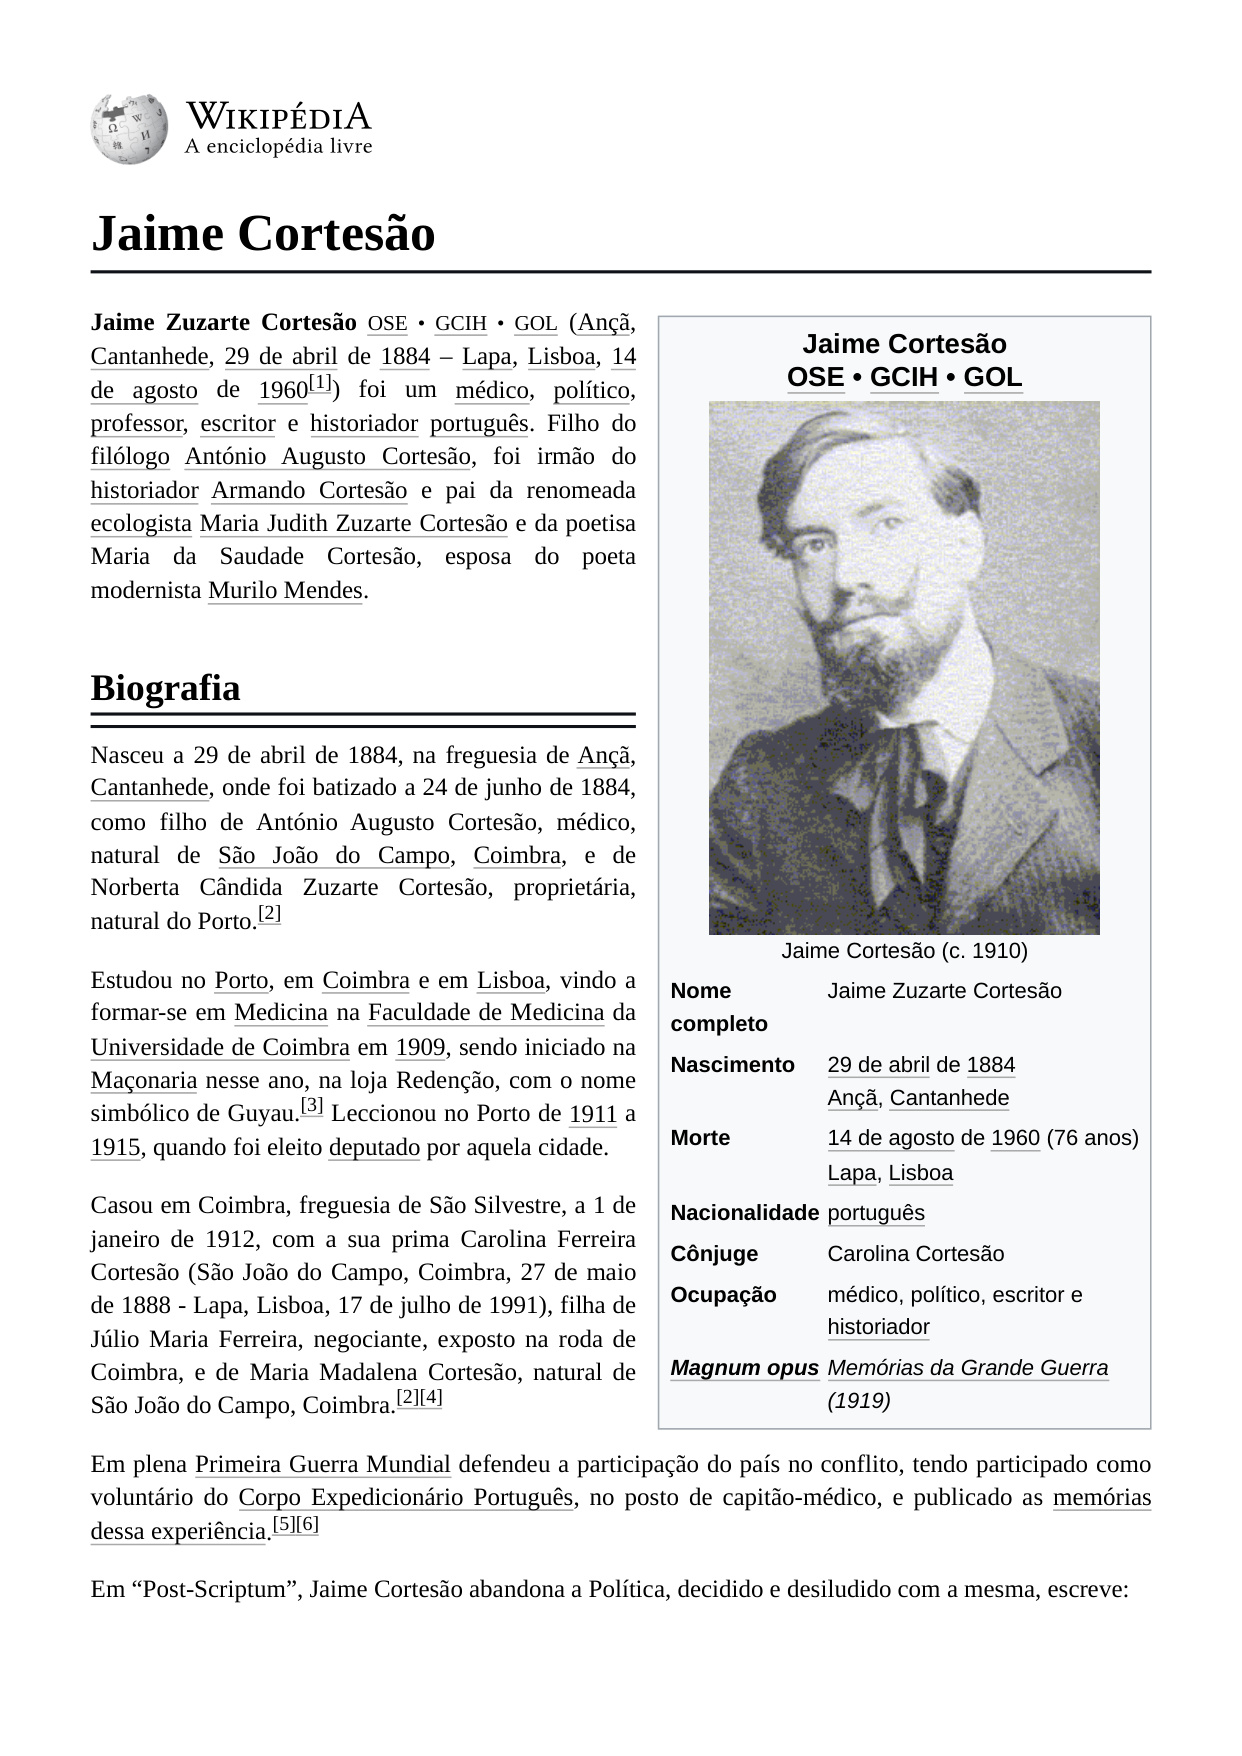 WIKIPÉDIA
A enciclopédia livre
Jaime Cortesão
Jaime Zuzarte Cortesão OSE • GCIH • GOL (Ançã,
Cantanhede, 29 de abril de 1884 – Lapa, Lisboa, 14
de agosto de 1960[1]) foi um médico, político,
professor, escritor e historiador português. Filho do
filólogo António Augusto Cortesão, foi irmão do
historiador Armando Cortesão e pai da renomeada
ecologista Maria Judith Zuzarte Cortesão e da poetisa
Maria da Saudade Cortesão, esposa do poeta
modernista Murilo Mendes.
Biografia
Nasceu a 29 de abril de 1884, na freguesia de Ançã,
Cantanhede, onde foi batizado a 24 de junho de 1884,
como filho de António Augusto Cortesão, médico,
natural de São João do Campo, Coimbra, e de
Norberta Cândida Zuzarte Cortesão, proprietária,
natural do Porto.[2]
Estudou no Porto, em Coimbra e em Lisboa, vindo a
formar-se em Medicina na Faculdade de Medicina da
Universidade de Coimbra em 1909, sendo iniciado na
Maçonaria nesse ano, na loja Redenção, com o nome
simbólico de Guyau.[3] Leccionou no Porto de 1911 a
1915, quando foi eleito deputado por aquela cidade.
Casou em Coimbra, freguesia de São Silvestre, a 1 de
janeiro de 1912, com a sua prima Carolina Ferreira
Cortesão (São João do Campo, Coimbra, 27 de maio
de 1888 - Lapa, Lisboa, 17 de julho de 1991), filha de
Júlio Maria Ferreira, negociante, exposto na roda de
Coimbra, e de Maria Madalena Cortesão, natural de
São João do Campo, Coimbra.[2][4]
Jaime Cortesão
OSE • GCIH • GOL
Jaime Cortesão (c. 1910)
Nome Jaime Zuzarte Cortesão
completo
Nascimento 29 de abril de 1884
Ançã, Cantanhede
Morte 14 de agosto de 1960 (76 anos)
Lapa, Lisboa
Nacionalidade português
Cônjuge Carolina Cortesão
Ocupação médico, político, escritor e
historiador
Magnum opus Memórias da Grande Guerra
(1919)
Em plena Primeira Guerra Mundial defendeu a participação do país no conflito, tendo participado como
voluntário do Corpo Expedicionário Português, no posto de capitão-médico, e publicado as memórias
dessa experiência.[5][6]
Em “Post-Scriptum”, Jaime Cortesão abandona a Política, decidido e desiludido com a mesma, escreve: